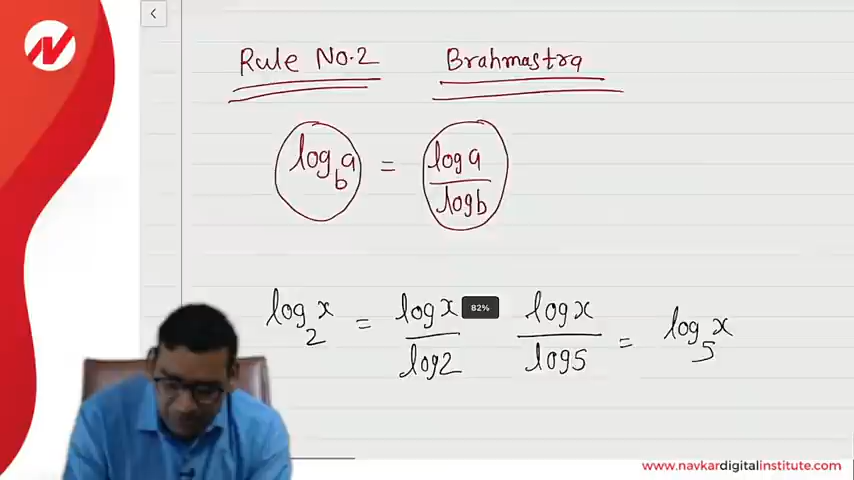 Rule No.2 Brahmastra
log_b a = log a / log b
log_2 x = log x / log 2 82% log x / log 5 = log_5 x
www.navkardigitalinstitute.com